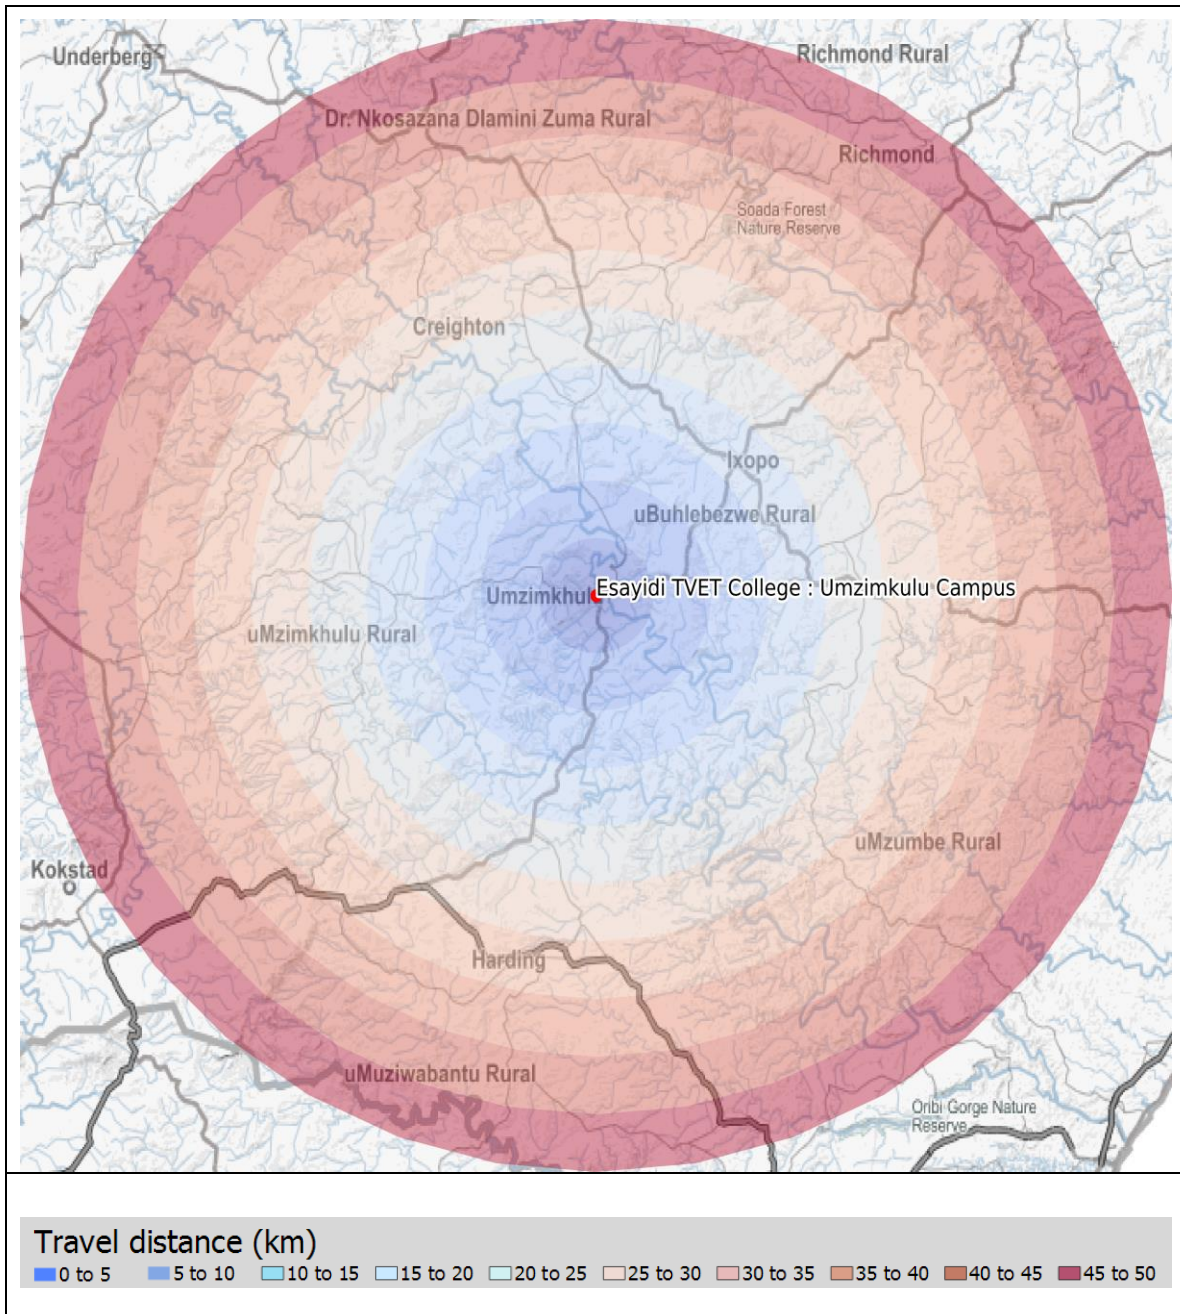 Underberg
Richmond Rural
Dr. Nkosazana Dlamini Zuma Rural
Richmond
Soada Forest
Nature Reserve
Creighton
Ixopo
uBuhlebezwe Rural
Esayidi TVET College : Umzimkulu Campus
Umzimkhul
uMzimkhulu Rural
uMzumbe Rural
Kokstad
Harding
uMuziwabantu Rural
Oribi Gorge Nature
Reserve
Travel distance (km)
0 to 5 5 to 10 10 to 15 15 to 20 20 to 25 25 to 30 30 to 35 35 to 40 40 to 45 45 to 50